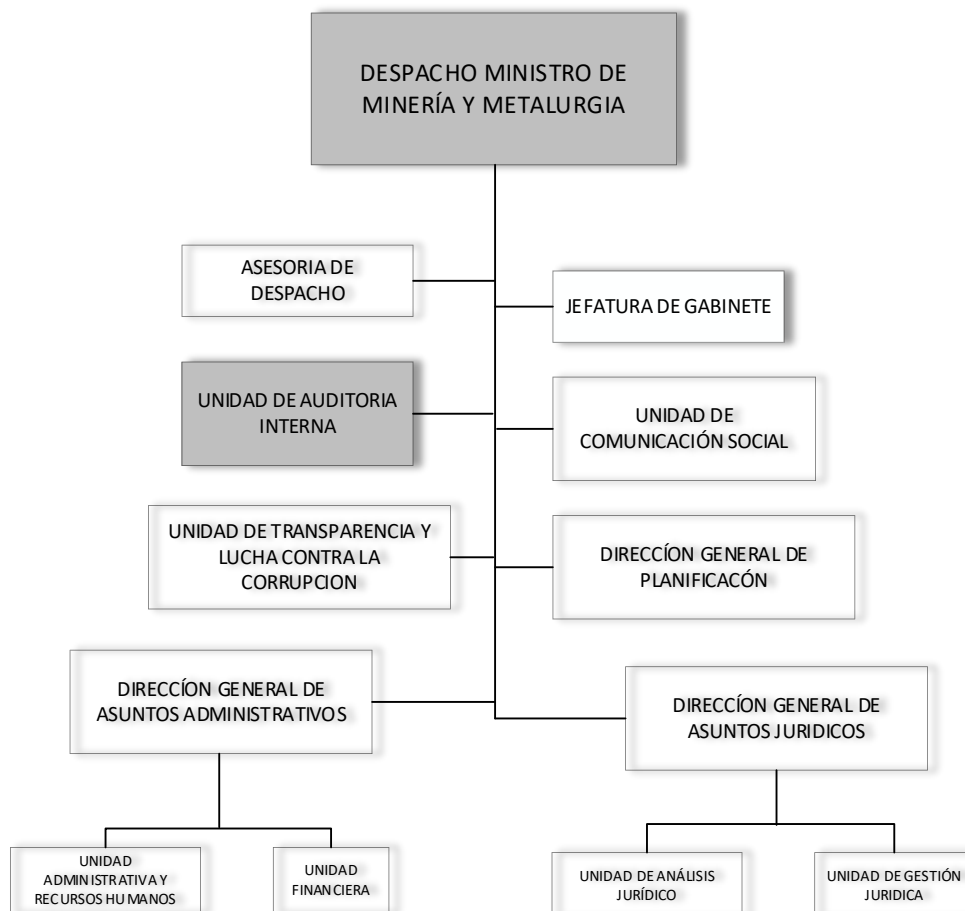 DESPACHO MINISTRO DE
MINERÍA Y METALURGIA
ASESORIA DE
DESPACHO
JEFATURA DE GABINETE
UNIDAD DE AUDITORIA
INTERNA
UNIDAD DE
COMUNICACIÓN SOCIAL
UNIDAD DE TRANSPARENCIA Y
LUCHA CONTRA LA
CORRUPCION
DIRECCÍON GENERAL DE
PLANIFICACÓN
DIRECCÍON GENERAL DE
ASUNTOS ADMINISTRATIVOS
DIRECCÍON GENERAL DE
ASUNTOS JURIDICOS
UNIDAD
ADMINISTRATIVA Y
RECURSOS HUMANOS
UNIDAD
FINANCIERA
UNIDAD DE ANÁLISIS
JURÍDICO
UNIDAD DE GESTIÓN
JURIDICA